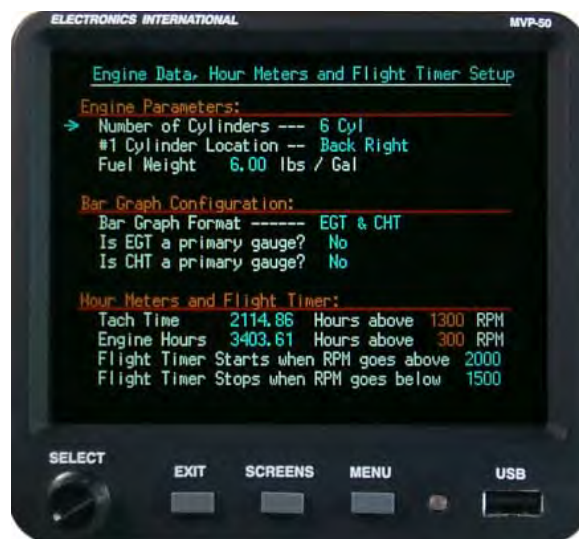 ELECTRONICS INTERNATIONAL MVP-50
Engine Data, Hour Meters and Flight Timer Setup
Engine Parameters:
Number of Cylinders --- 6 Cyl
#1 Cylinder Location -- Back Right
Fuel Weight 6.00 lbs / Gal
Bar Graph Configuration:
Bar Graph Format ------ EGT & CHT
Is EGT a primary gauge? No
Is CHT a primary gauge? No
Hour Meters and Flight Timer:
Tach Time 2114.86 Hours above 1300 RPM
Engine Hours 3403.61 Hours above 300 RPM
Flight Timer Starts when RPM goes above 2000
Flight Timer Stops when RPM goes below 1500
SELECT EXIT SCREENS MENU USB